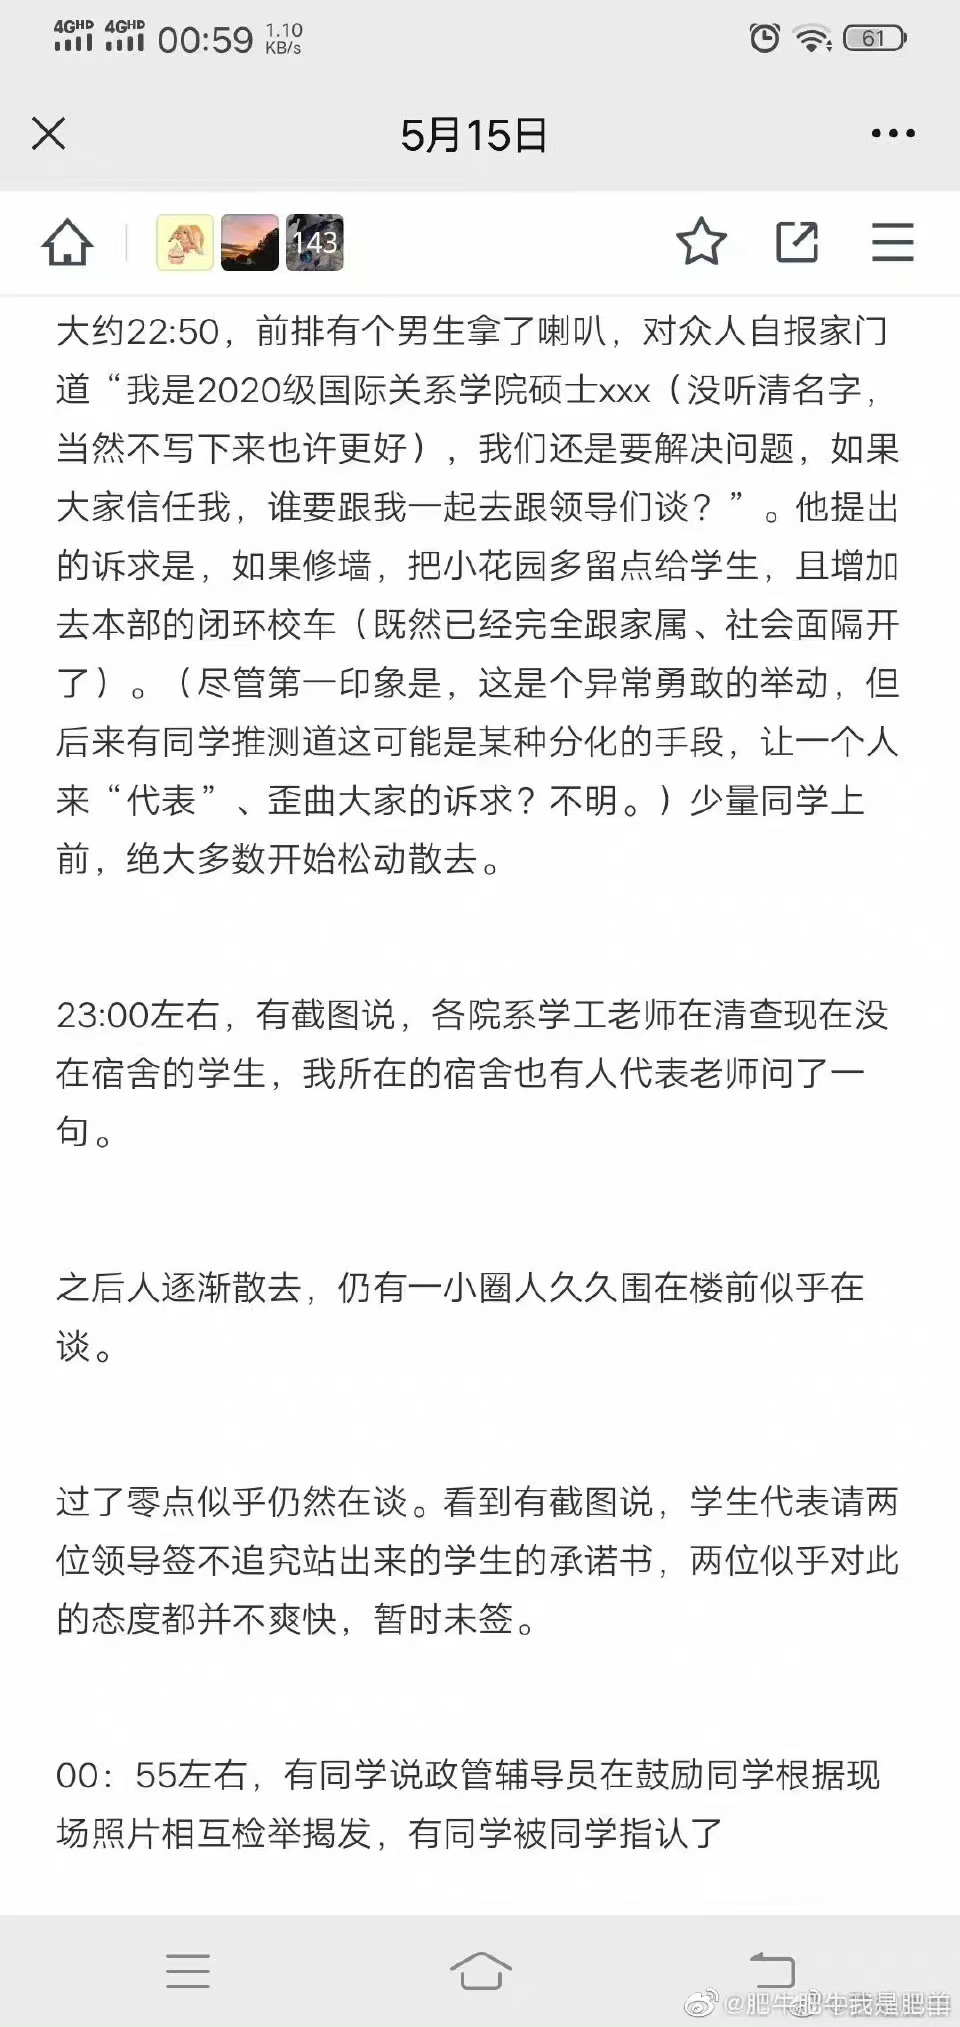 4GHD 4GHD 00:59 1.10 KB/s 61
5月15日
143
大约22:50，前排有个男生拿了喇叭，对众人自报家门
道“我是2020级国际关系学院硕士xxx（没听清名字，
当然不写下来也许更好），我们还是要解决问题，如果
大家信任我，谁要跟我一起去跟领导们谈？”。他提出
的诉求是，如果修墙，把小花园多留点给学生，且增加
去本部的闭环校车（既然已经完全跟家属、社会面隔开
了）。（尽管第一印象是，这是个异常勇敢的举动，但
后来有同学推测道这可能是某种分化的手段，让一个人
来“代表”、歪曲大家的诉求？不明。）少量同学上
前，绝大多数开始松动散去。
23:00左右，有截图说，各院系学工老师在清查现在没
在宿舍的学生，我所在的宿舍也有人代表老师问了一
句。
之后人逐渐散去，仍有一小圈人久久围在楼前似乎在
谈。
过了零点似乎仍然在谈。看到有截图说，学生代表请两
位领导签不追究站出来的学生的承诺书，两位似乎对此
的态度都并不爽快，暂时未签。
00：55左右，有同学说政管辅导员在鼓励同学根据现
场照片相互检举揭发，有同学被同学指认了